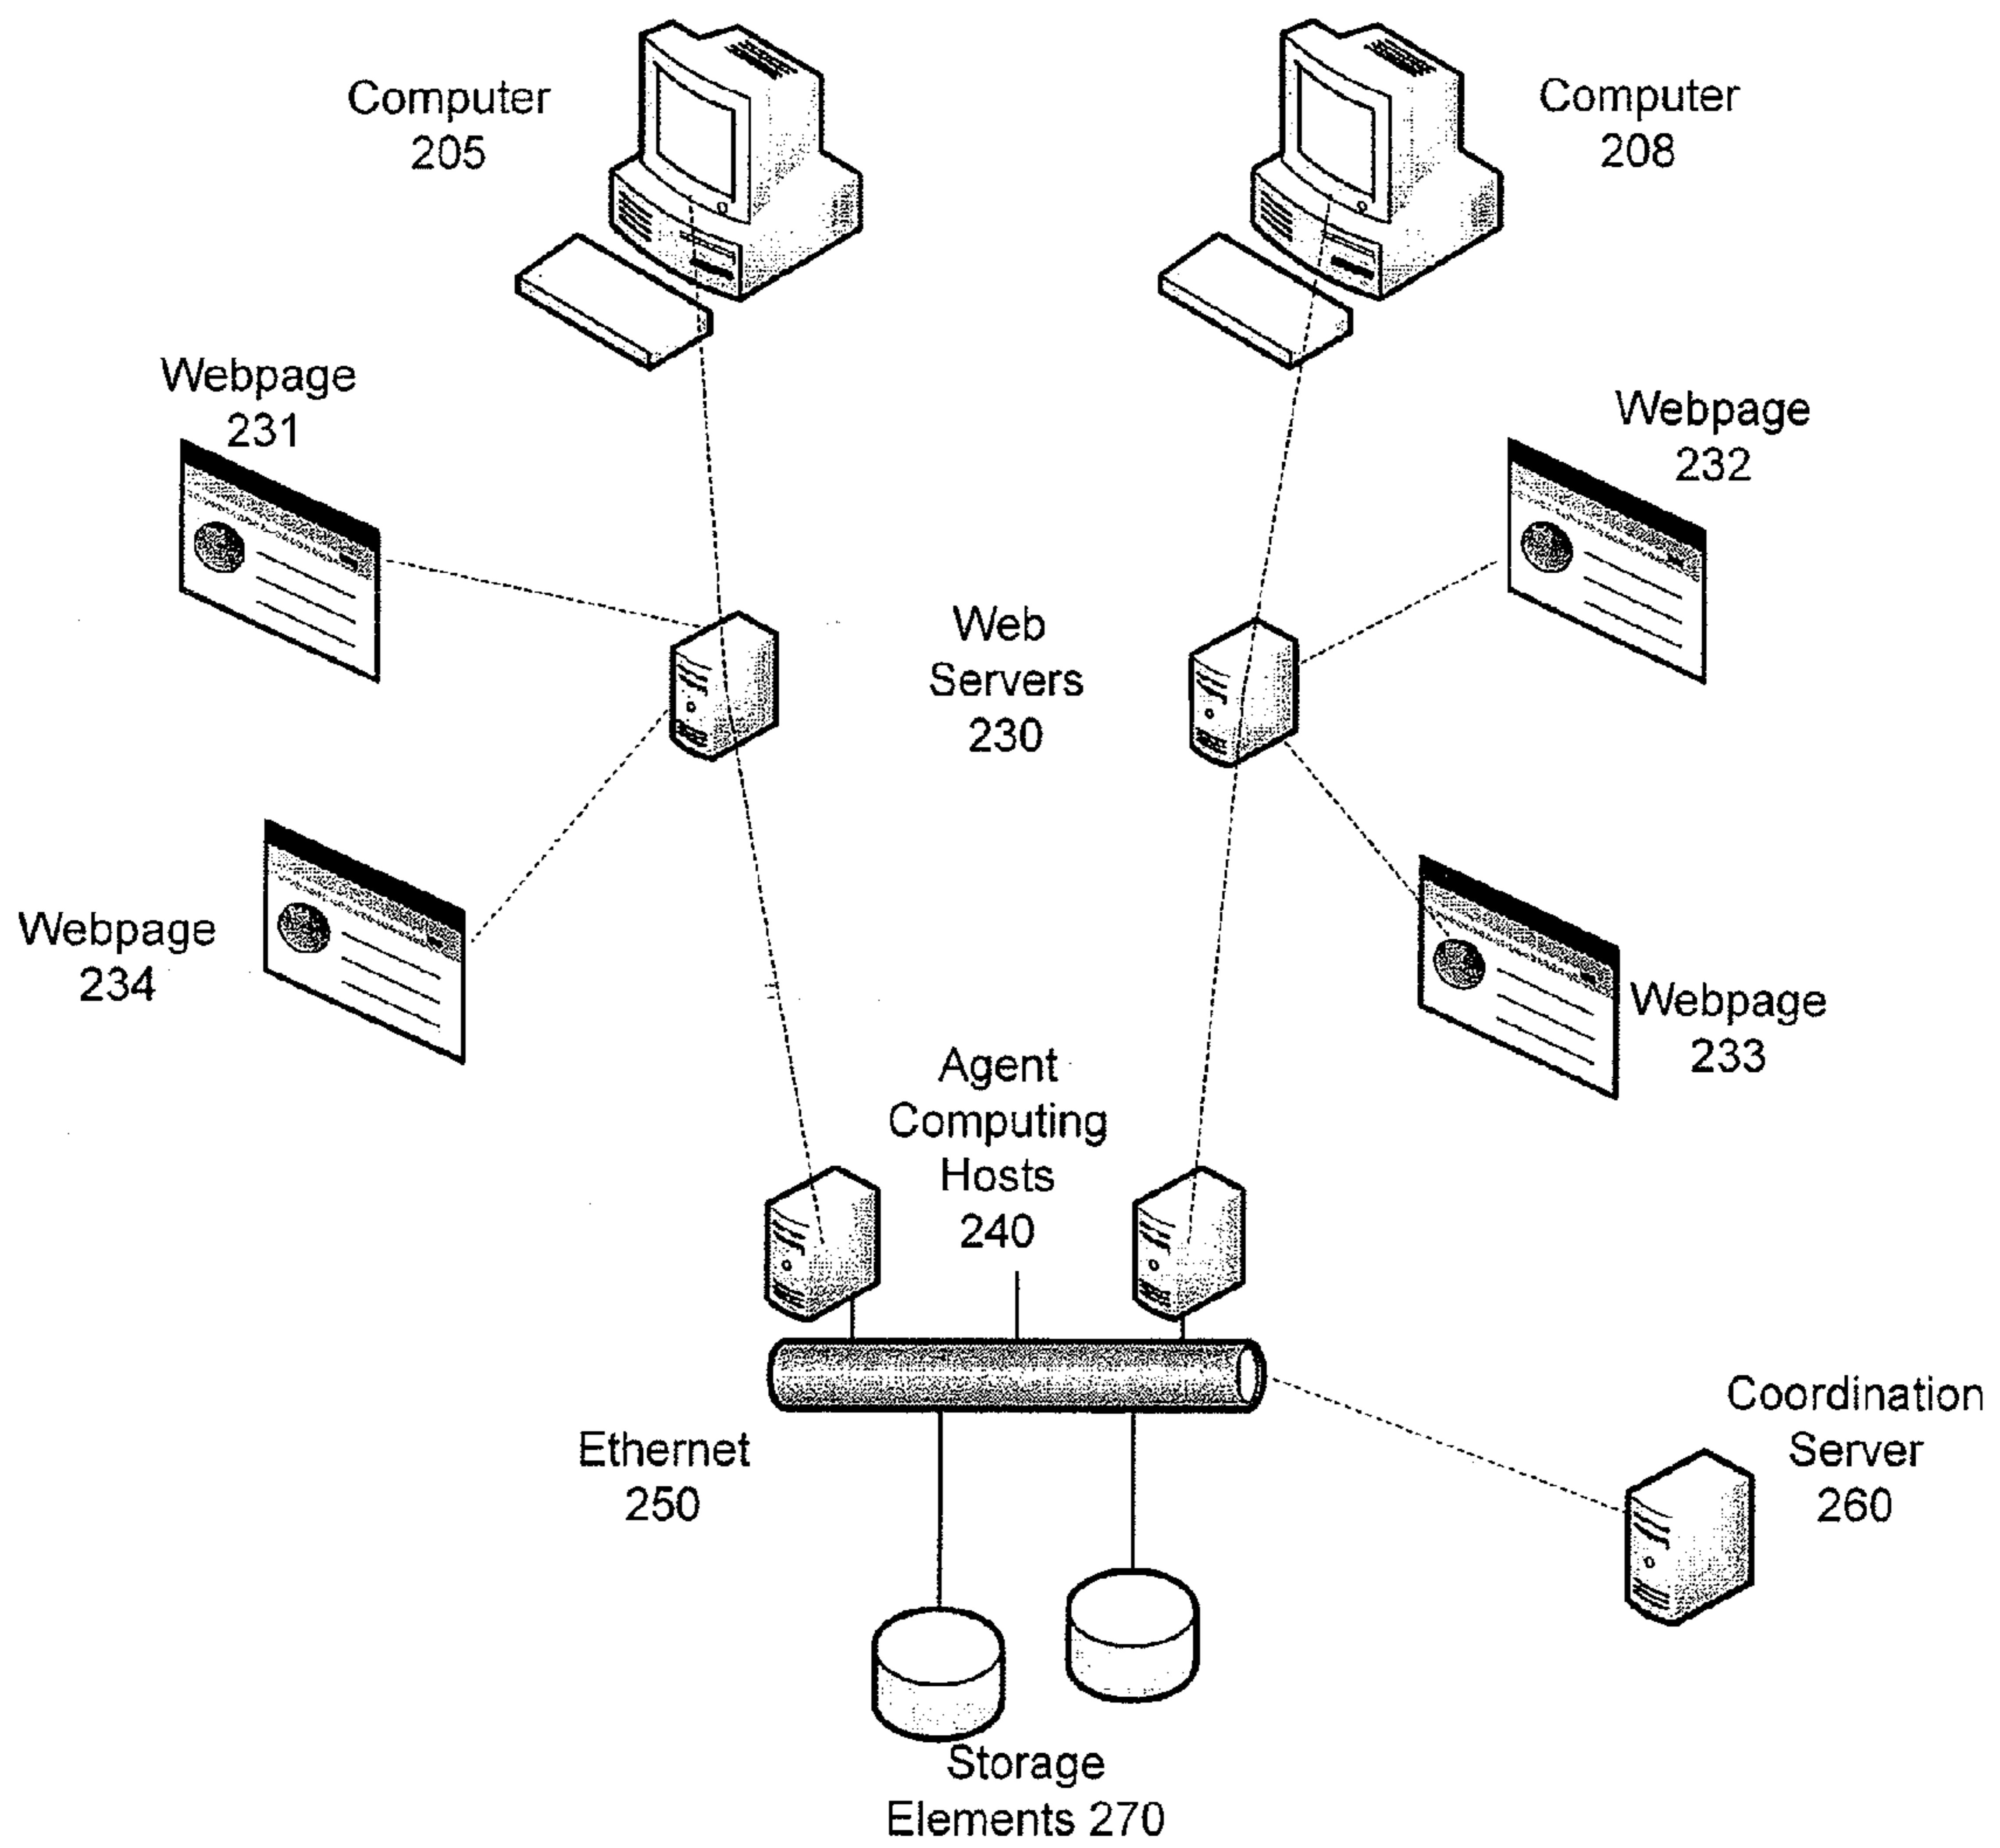 Computer
205
Computer
208
Webpage
231
Webpage
232
Web
Servers
230
Webpage
234
Webpage
233
Agent
Computing
Hosts
240
Ethernet
250
Coordination
Server
260
Storage
Elements 270